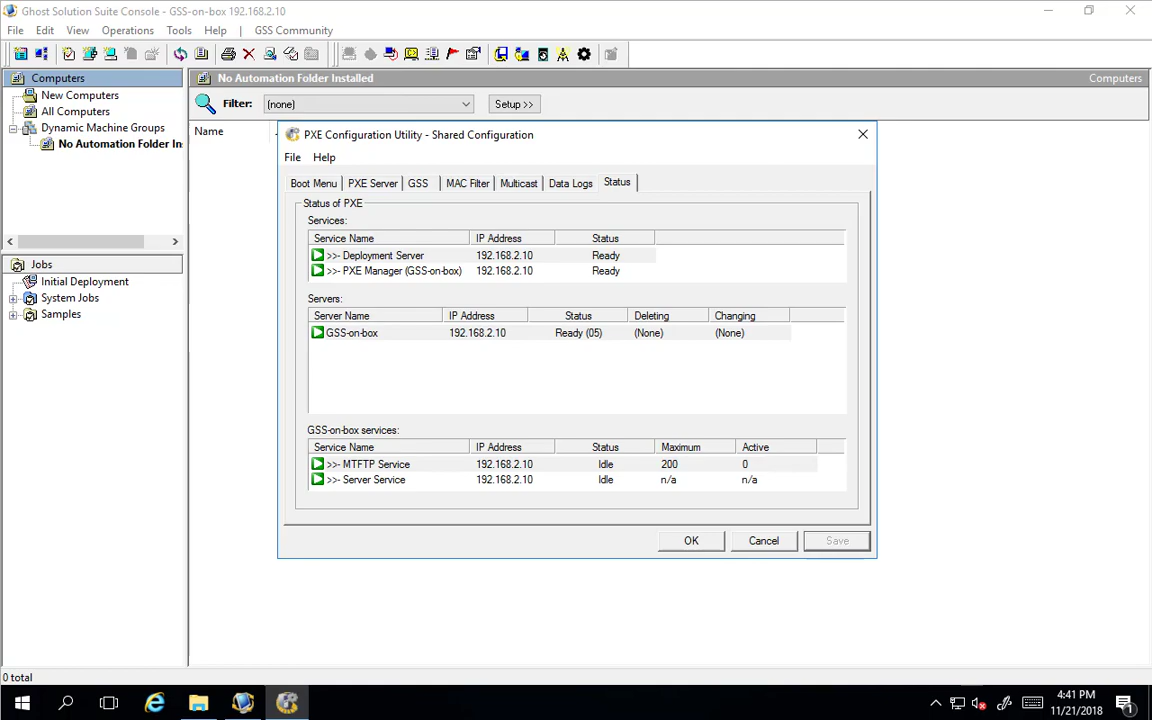 Ghost Solution Suite Console - GSS-on-box 192.168.2.10
File Edit View Operations Tools Help GSS Community
Computers
New Computers
All Computers
Dynamic Machine Groups
No Automation Folder In
Jobs
Initial Deployment
System Jobs
Samples
No Automation Folder Installed Computers
Filter: (none) Setup >>
Name
PXE Configuration Utility - Shared Configuration
File Help
Boot Menu PXE Server GSS MAC Filter Multicast Data Logs Status
Status of PXE
Services:
Service Name IP Address Status
>>- Deployment Server 192.168.2.10 Ready
>>- PXE Manager (GSS-on-box) 192.168.2.10 Ready
Servers:
Server Name IP Address Status Deleting Changing
GSS-on-box 192.168.2.10 Ready (05) (None) (None)
GSS-on-box services:
Service Name IP Address Status Maximum Active
>>- MTFTP Service 192.168.2.10 Idle 200 0
>>- Server Service 192.168.2.10 Idle n/a n/a
OK Cancel Save
0 total
4:41 PM
11/21/2018
1